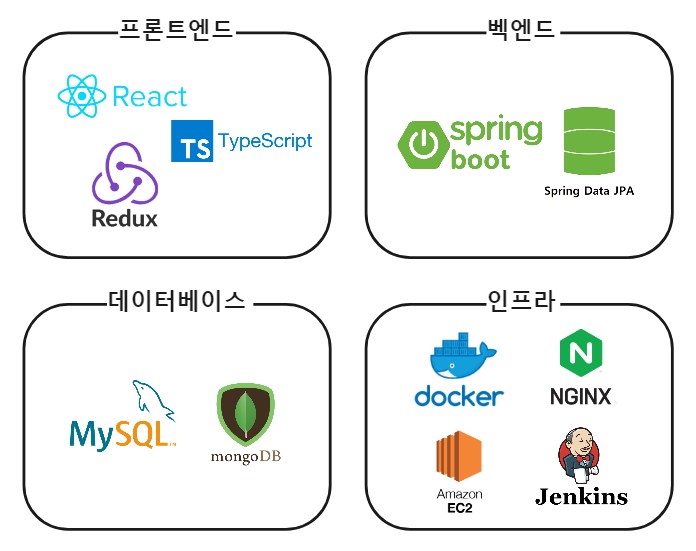 프론트엔드
React
TS TypeScript
Redux
벡엔드
spring
boot
Spring Data JPA
데이터베이스
MySQL
mongoDB
인프라
docker
N
NGINX
Amazon
EC2
Jenkins